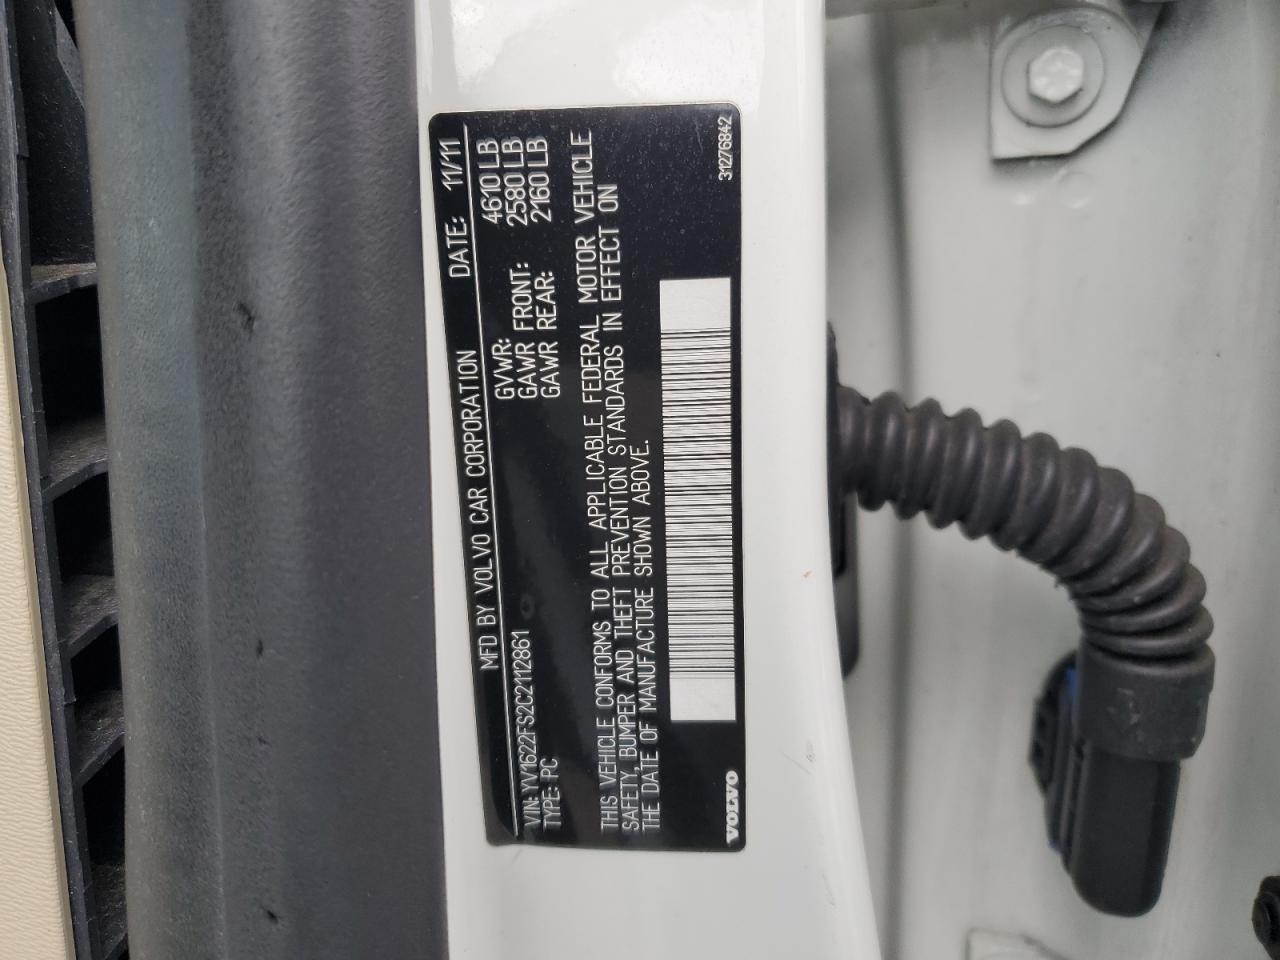 MFD BY VOLVO CAR CORPORATION DATE: 11/11
GVWR: 4610 LB
GAWR FRONT: 2580 LB
VIN: YV1622FS2C2112861 GAWR REAR: 2160 LB
TYPE: PC
THIS VEHICLE CONFORMS TO ALL APPLICABLE FEDERAL MOTOR VEHICLE
SAFETY, BUMPER AND THEFT PREVENTION STANDARDS IN EFFECT ON
THE DATE OF MANUFACTURE SHOWN ABOVE.
VOLVO 31276842